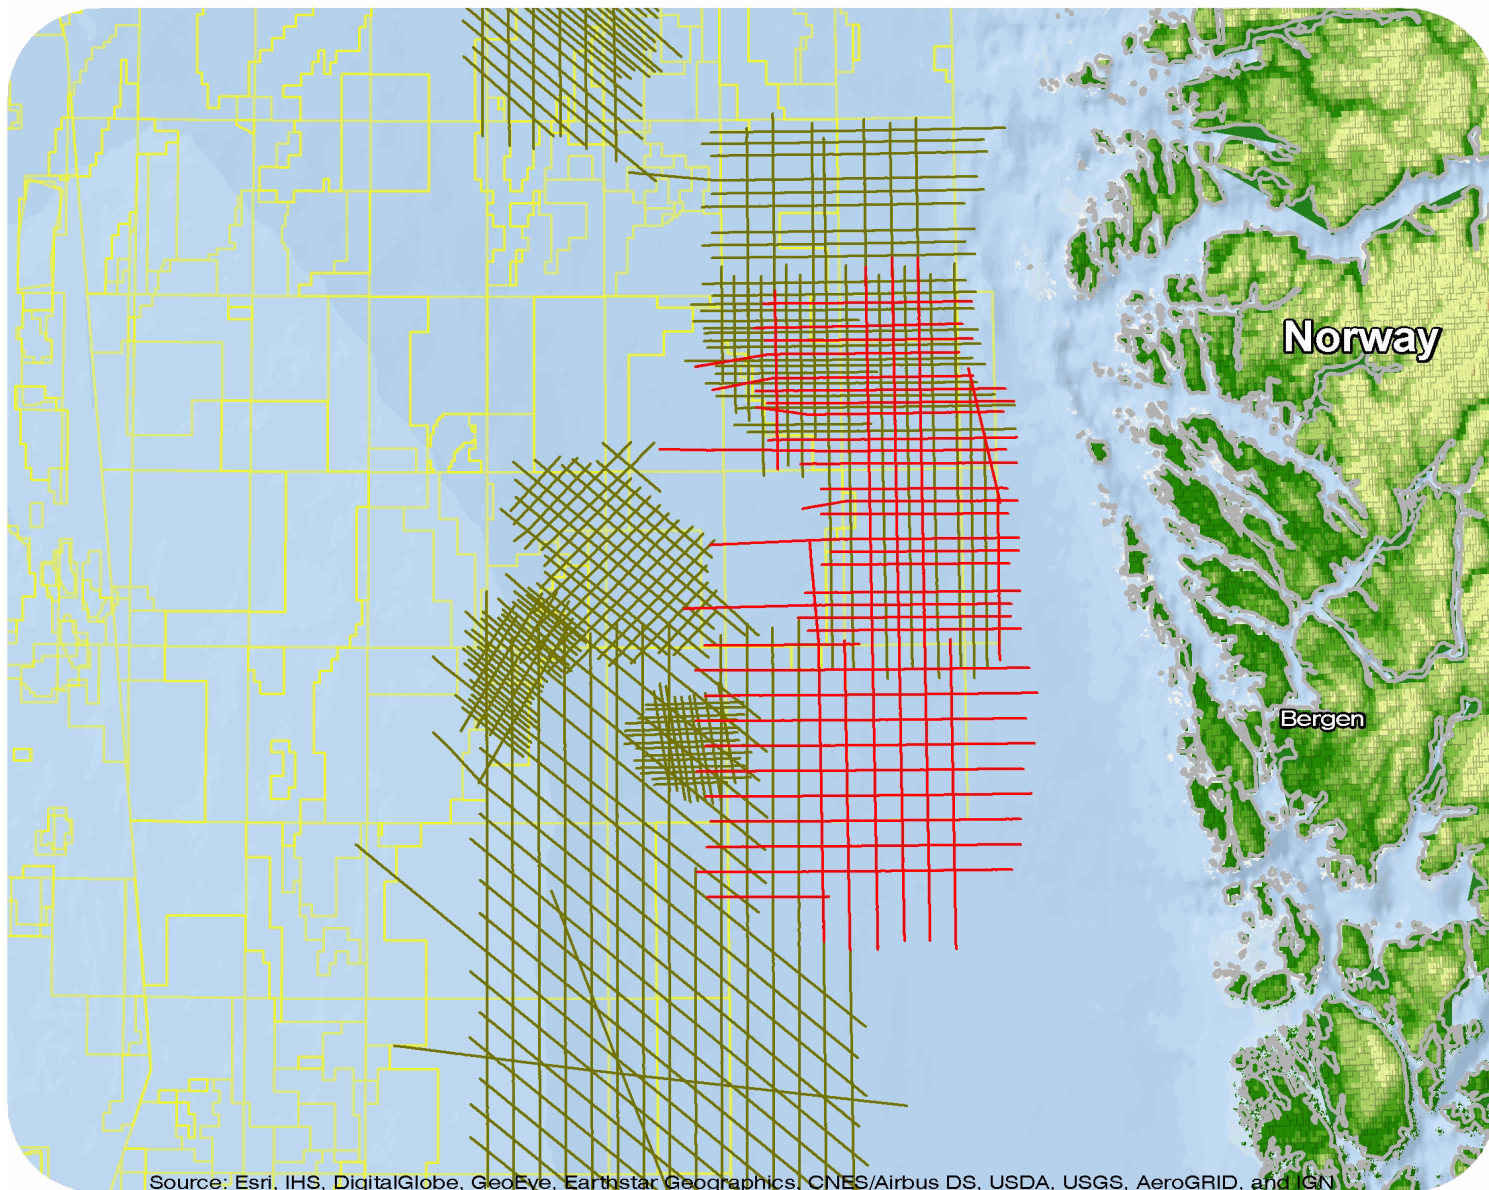 Norway
Bergen
Source: Esri, IHS, DigitalGlobe, GeoEye, Earthstar Geographics, CNES/Airbus DS, USDA, USGS, AeroGRID, and IGN